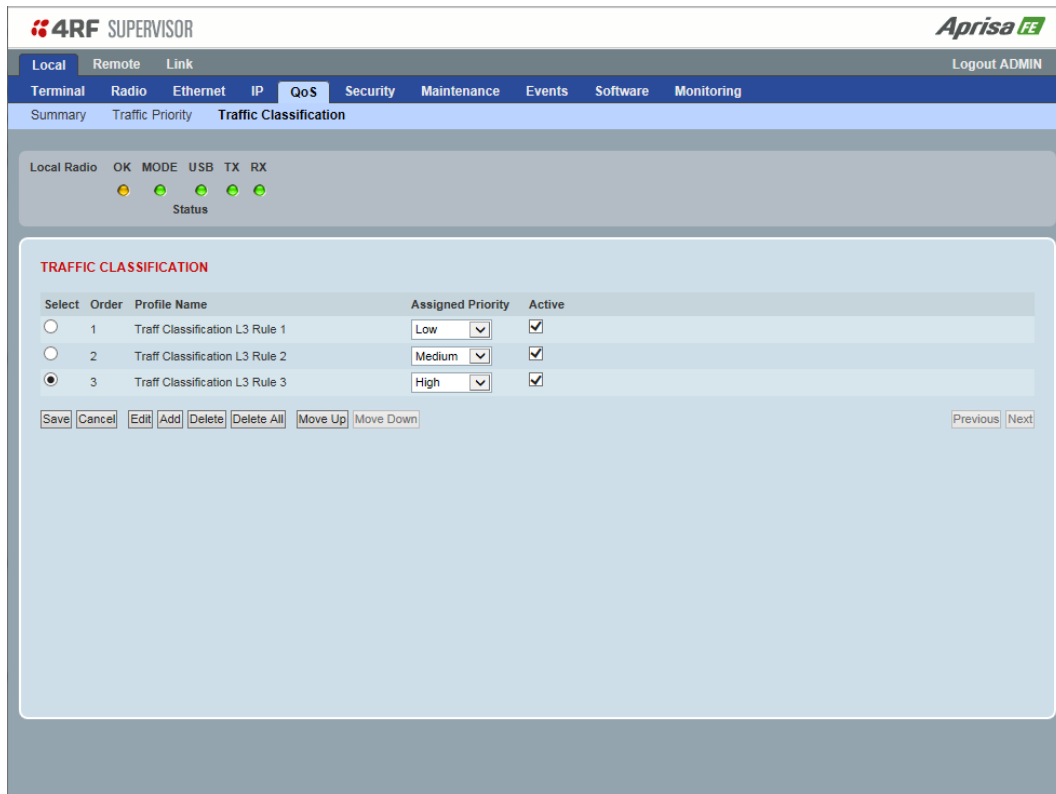 4RF SUPERVISOR Aprisa FE
Local Remote Link Logout ADMIN
Terminal Radio Ethernet IP QoS Security Maintenance Events Software Monitoring
Summary Traffic Priority Traffic Classification
Local Radio OK MODE USB TX RX
Status
TRAFFIC CLASSIFICATION
Select Order Profile Name Assigned Priority Active
1 Traff Classification L3 Rule 1 Low
2 Traff Classification L3 Rule 2 Medium
3 Traff Classification L3 Rule 3 High
Save Cancel Edit Add Delete Delete All Move Up Move Down Previous Next